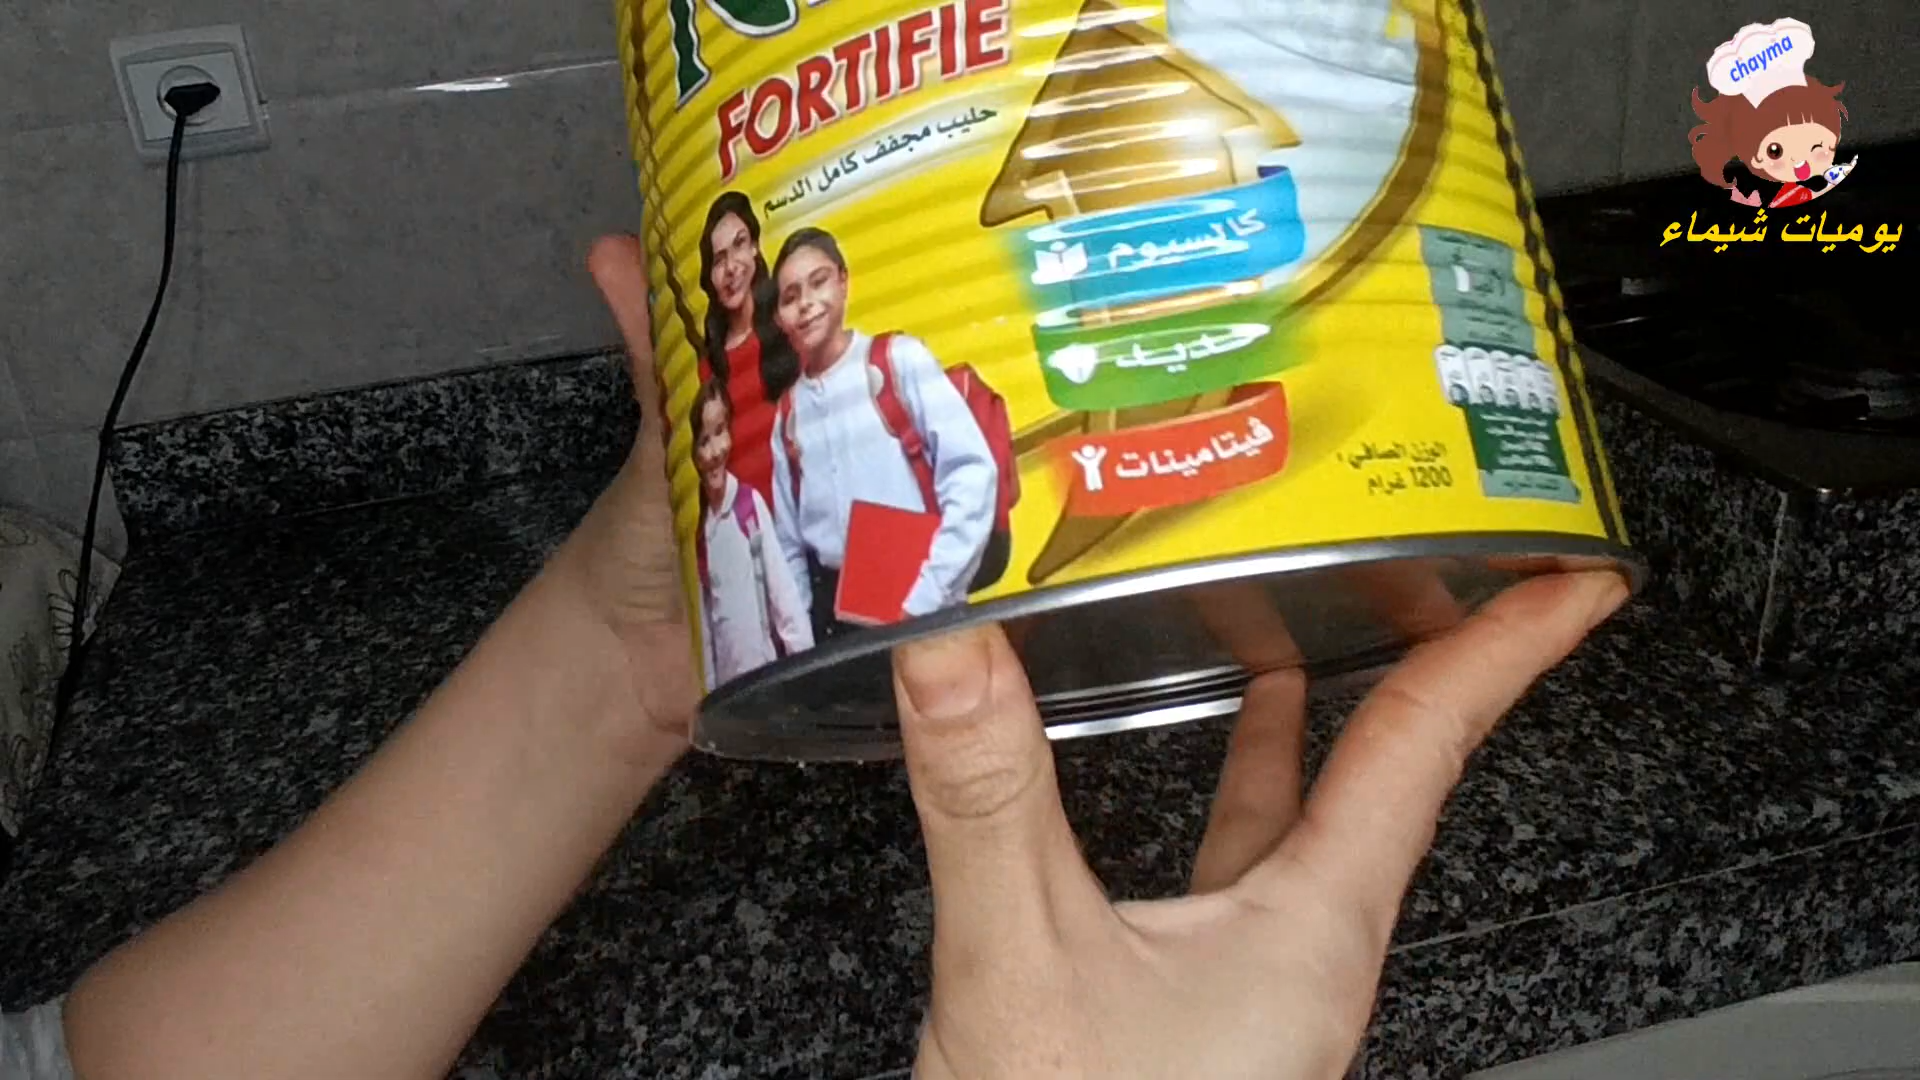 FORTIFIE
حليب مجفف كامل الدسم
كالسيوم
حديد
فيتامينات
الوزن الصافي :
1200 غرام
chayma
يوميات شيماء